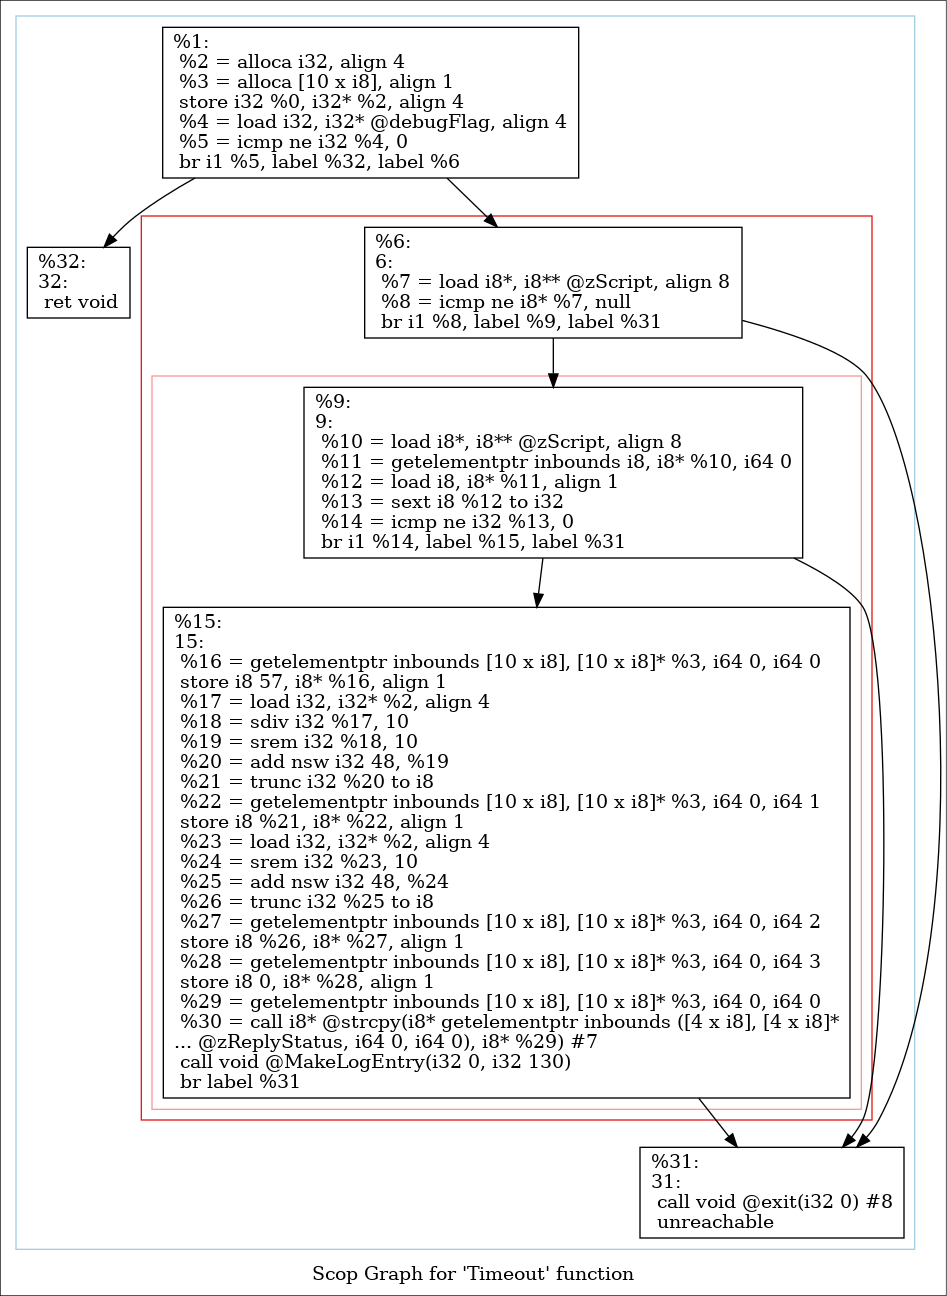 %1:
%2 = alloca i32, align 4
%3 = alloca [10 x i8], align 1
store i32 %0, i32* %2, align 4
%4 = load i32, i32* @debugFlag, align 4
%5 = icmp ne i32 %4, 0
br i1 %5, label %32, label %6
%32:
32:
ret void
%6:
6:
%7 = load i8*, i8** @zScript, align 8
%8 = icmp ne i8* %7, null
br i1 %8, label %9, label %31
%9:
9:
%10 = load i8*, i8** @zScript, align 8
%11 = getelementptr inbounds i8, i8* %10, i64 0
%12 = load i8, i8* %11, align 1
%13 = sext i8 %12 to i32
%14 = icmp ne i32 %13, 0
br i1 %14, label %15, label %31
%15:
15:
%16 = getelementptr inbounds [10 x i8], [10 x i8]* %3, i64 0, i64 0
store i8 57, i8* %16, align 1
%17 = load i32, i32* %2, align 4
%18 = sdiv i32 %17, 10
%19 = srem i32 %18, 10
%20 = add nsw i32 48, %19
%21 = trunc i32 %20 to i8
%22 = getelementptr inbounds [10 x i8], [10 x i8]* %3, i64 0, i64 1
store i8 %21, i8* %22, align 1
%23 = load i32, i32* %2, align 4
%24 = srem i32 %23, 10
%25 = add nsw i32 48, %24
%26 = trunc i32 %25 to i8
%27 = getelementptr inbounds [10 x i8], [10 x i8]* %3, i64 0, i64 2
store i8 %26, i8* %27, align 1
%28 = getelementptr inbounds [10 x i8], [10 x i8]* %3, i64 0, i64 3
store i8 0, i8* %28, align 1
%29 = getelementptr inbounds [10 x i8], [10 x i8]* %3, i64 0, i64 0
%30 = call i8* @strcpy(i8* getelementptr inbounds ([4 x i8], [4 x i8]*
... @zReplyStatus, i64 0, i64 0), i8* %29) #7
call void @MakeLogEntry(i32 0, i32 130)
br label %31
%31:
31:
call void @exit(i32 0) #8
unreachable
Scop Graph for 'Timeout' function